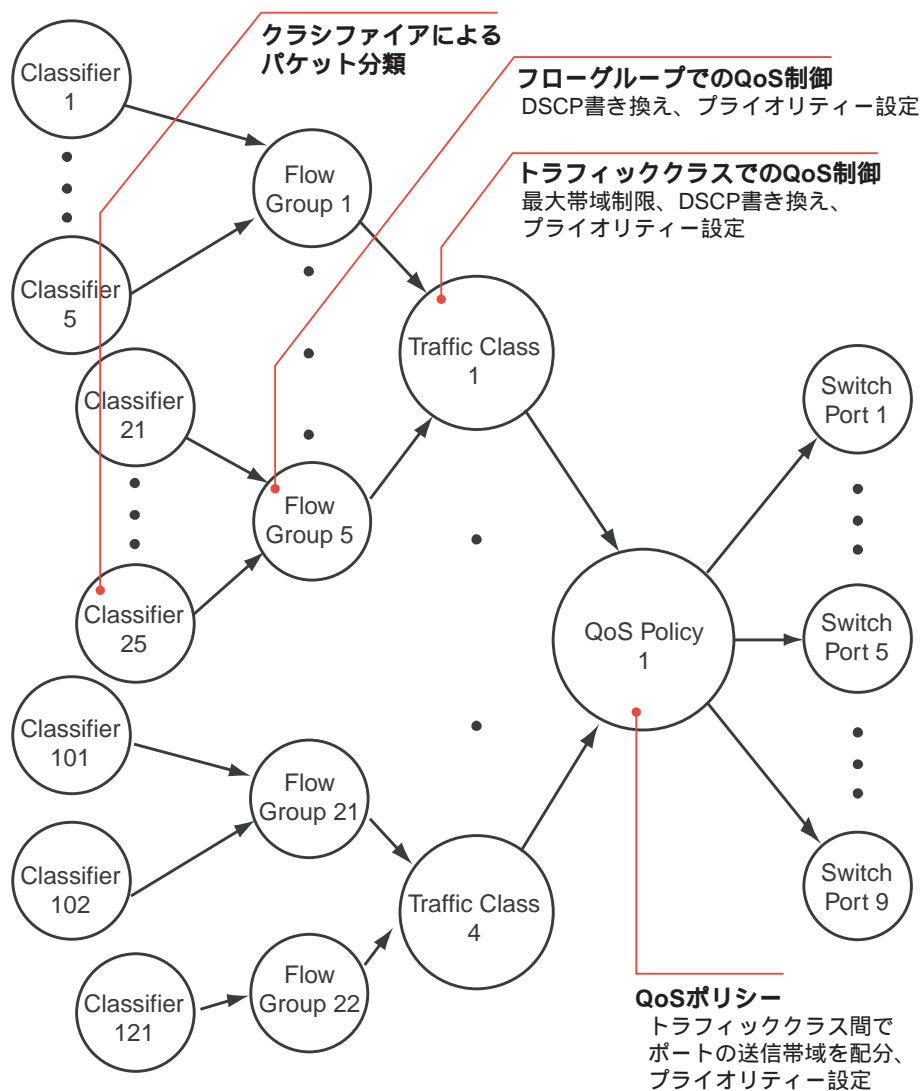 クラシファイアによる
パケット分類
フローグループでのQoS制御
DSCP書き換え、プライオリティー設定
トラフィッククラスでのQoS制御
最大帯域制限、DSCP書き換え、
プライオリティー設定
Classifier
1
Classifier
5
Classifier
21
Classifier
25
Classifier
101
Classifier
102
Classifier
121
Flow
Group 1
Flow
Group 5
Flow
Group 21
Flow
Group 22
Traffic Class
1
Traffic Class
4
QoS Policy
1
Switch
Port 1
Switch
Port 5
Switch
Port 9
QoSポリシー
トラフィッククラス間で
ポートの送信帯域を配分、
プライオリティー設定